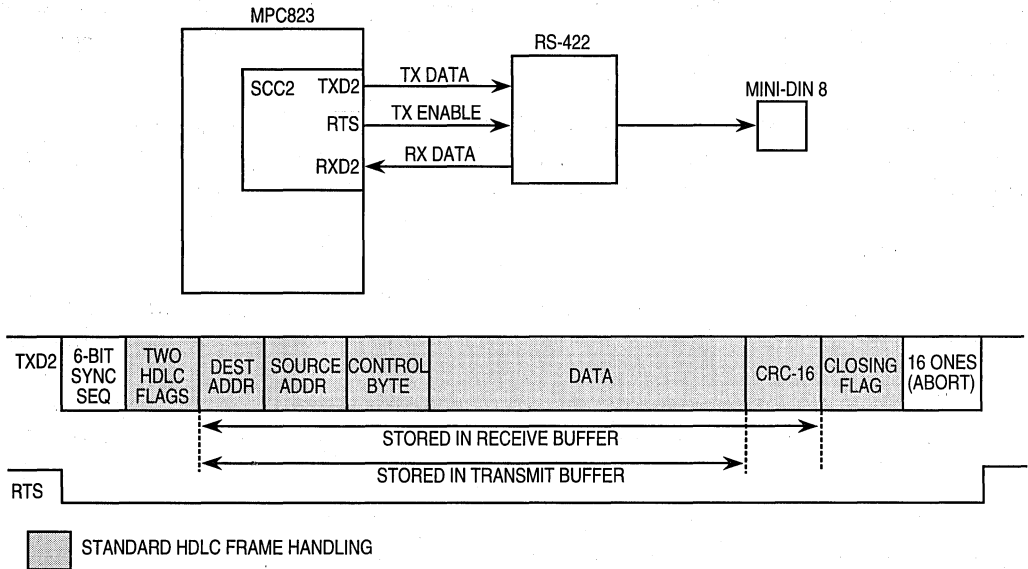 MPC823
RS-422
SCC2
TXD2
TX DATA
MINI-DIN 8
RTS
TX ENABLE
RXD2
RX DATA
TXD2
6-BIT
SYNC
SEQ
TWO
HDLC
FLAGS
DEST
ADDR
SOURCE
ADDR
CONTROL
BYTE
DATA
CRC-16
CLOSING
FLAG
16 ONES
(ABORT)
STORED IN RECEIVE BUFFER
STORED IN TRANSMIT BUFFER
RTS
STANDARD HDLC FRAME HANDLING